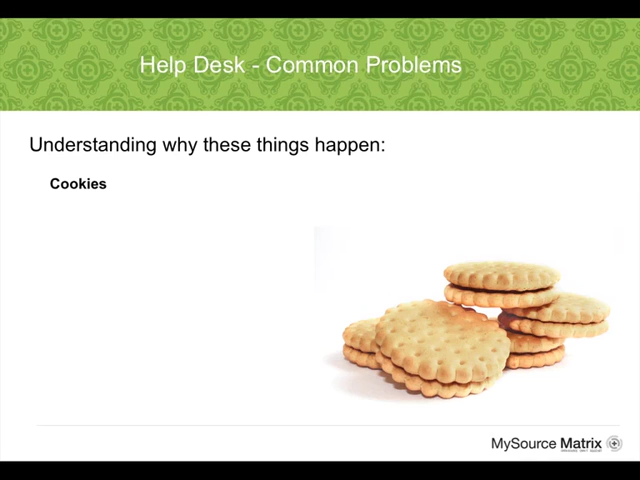 Help Desk - Common Problems
Understanding why these things happen:
Cookies
MySource Matrix